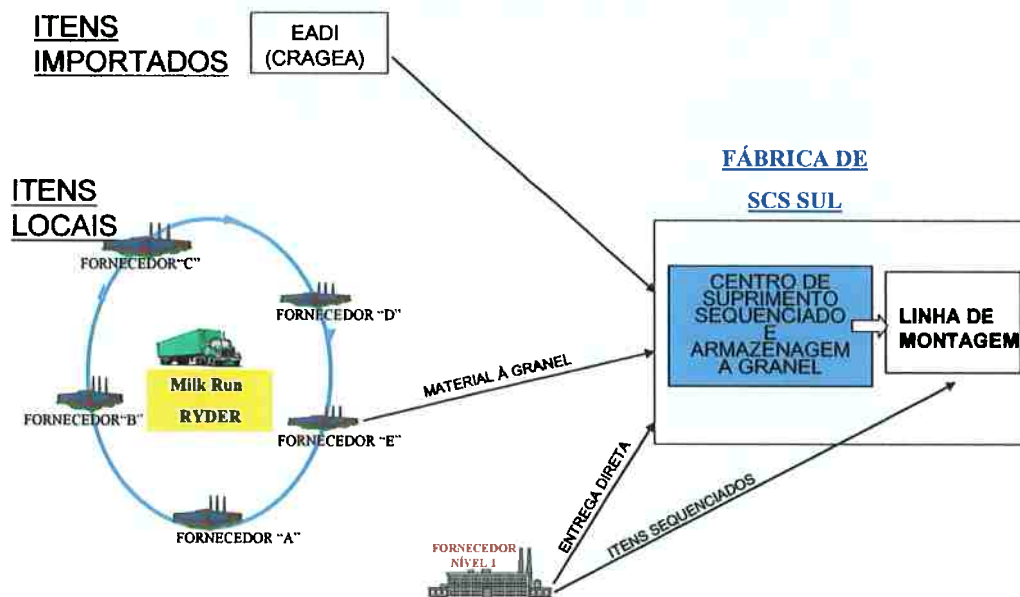 ITENS
IMPORTADOS
EADI
(CRAGEA)
ITENS
LOCAIS
FORNECEDOR"C"
FORNECEDOR "D"
Milk Run
RYDER
FORNECEDOR"B"
FORNECEDOR "E"
FORNECEDOR "A"
MATERIAL À GRANEL
FÁBRICA DE
SCS SUL
CENTRO DE
SUPRIMENTO
SEQUENCIADO
E
ARMAZENAGEM
A GRANEL
LINHA DE
MONTAGEM
ENTREGA DIRETA
ITENS SEQUENCIADOS
FORNECEDOR
NÍVEL 1